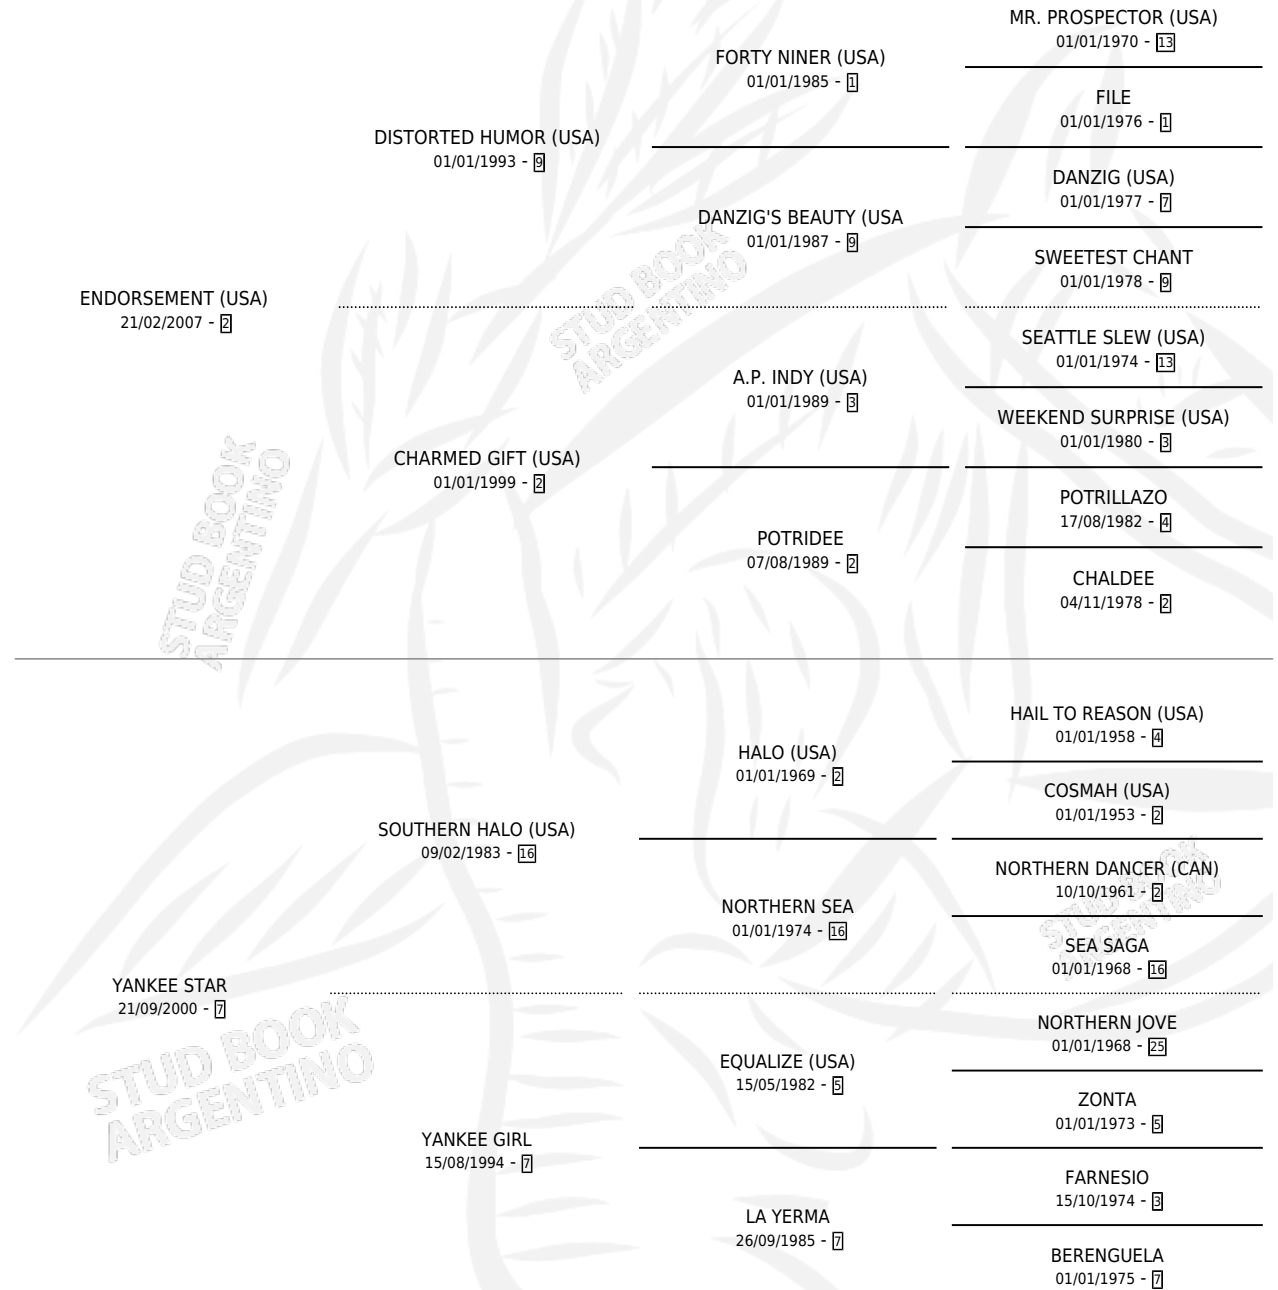 MR. PROSPECTOR (USA)
01/01/1970 - 13
FORTY NINER (USA)
01/01/1985 - 1
FILE
01/01/1976 - 1
DISTORTED HUMOR (USA)
01/01/1993 - 9
DANZIG (USA)
01/01/1977 - 7
DANZIG'S BEAUTY (USA
01/01/1987 - 9
SWEETEST CHANT
01/01/1978 - 9
ENDORSEMENT (USA)
21/02/2007 - 2
STUD BOOK
ARGENTINO
SEATTLE SLEW (USA)
01/01/1974 - 13
A.P. INDY (USA)
01/01/1989 - 3
WEEKEND SURPRISE (USA)
01/01/1980 - 3
CHARMED GIFT (USA)
01/01/1999 - 2
POTRILLAZO
17/08/1982 - 4
POTRIDEE
07/08/1989 - 2
CHALDEE
04/11/1978 - 2
STUD BOOK
ARGENTINO
HAIL TO REASON (USA)
01/01/1958 - 4
HALO (USA)
01/01/1969 - 2
COSMAH (USA)
01/01/1953 - 2
SOUTHERN HALO (USA)
09/02/1983 - 16
NORTHERN DANCER (CAN)
10/10/1961 - 2
STUD BOOK
ARGENTINO
NORTHERN SEA
01/01/1974 - 16
SEA SAGA
01/01/1968 - 16
YANKEE STAR
21/09/2000 - 7
STUD BOOK
ARGENTINO
NORTHERN JOVE
01/01/1968 - 25
EQUALIZE (USA)
15/05/1982 - 5
ZONTA
01/01/1973 - 5
YANKEE GIRL
15/08/1994 - 7
FARNESIO
15/10/1974 - 3
LA YERMA
26/09/1985 - 7
BERENGUELA
01/01/1975 - 7